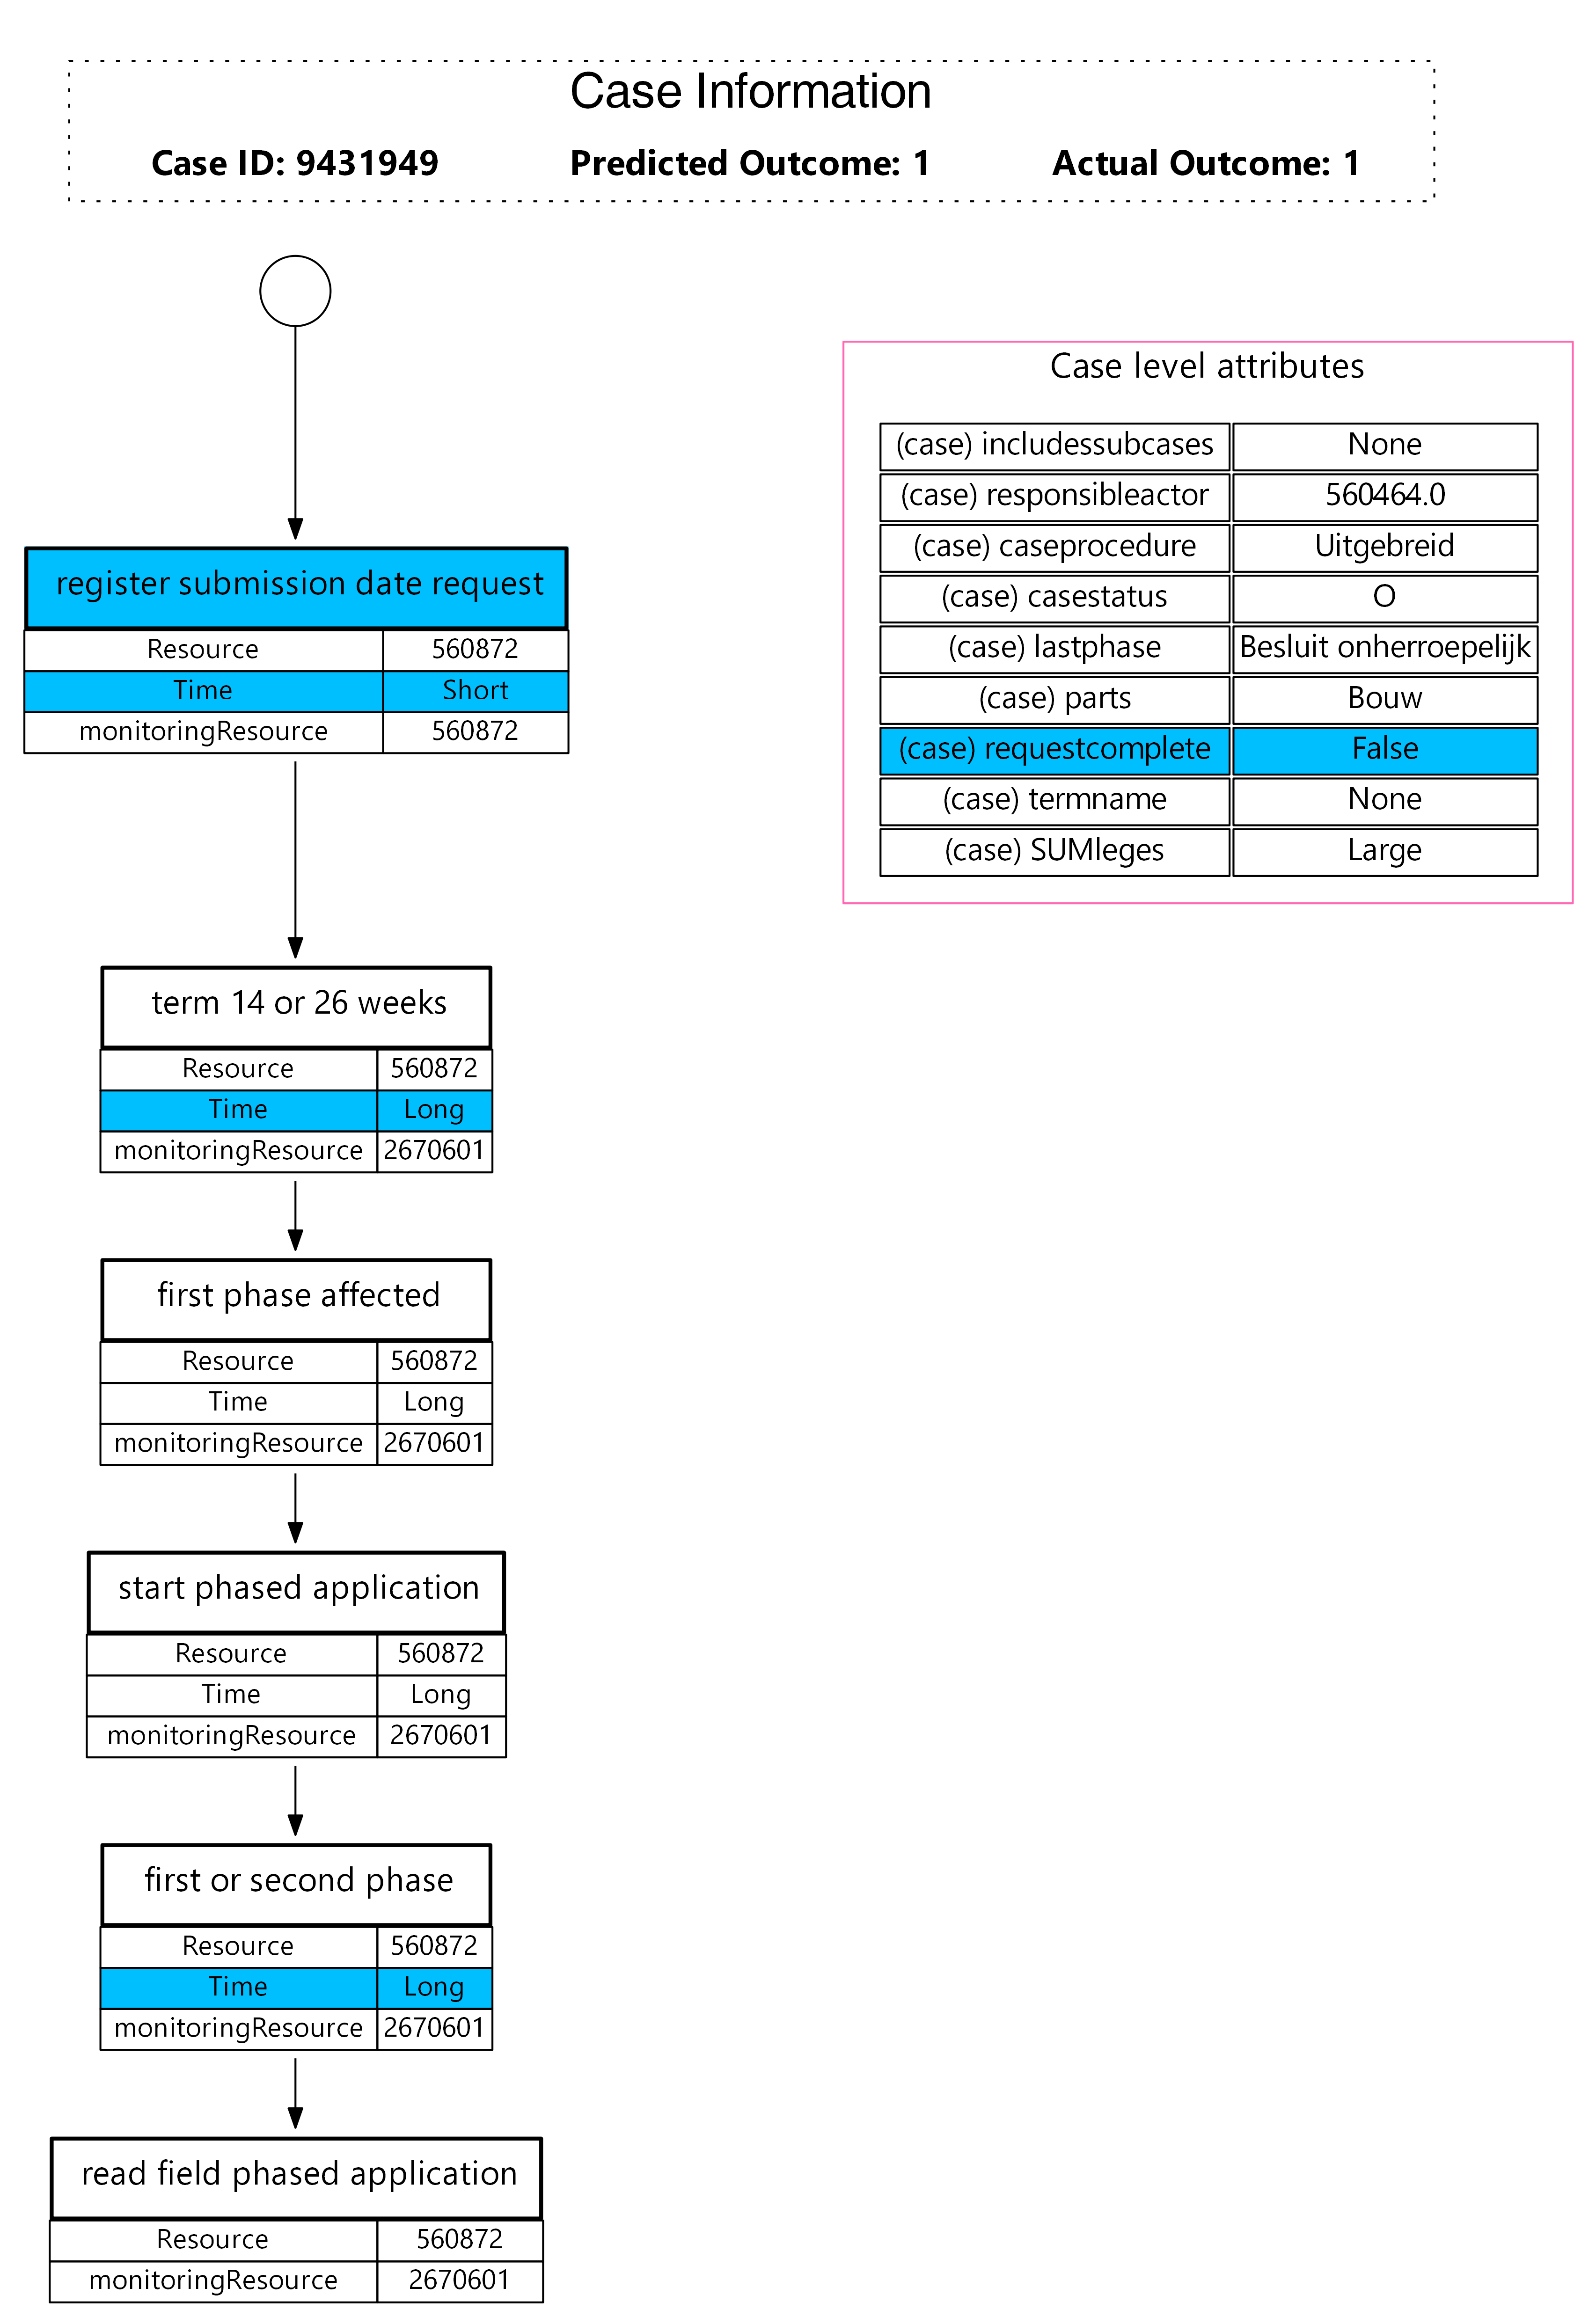 Case Information
Case ID: 9431949 Predicted Outcome: 1 Actual Outcome: 1
Case level attributes
(case) includessubcases None
(case) responsibleactor 560464.0
(case) caseprocedure Uitgebreid
(case) casestatus O
(case) lastphase Besluit onherroepelijk
(case) parts Bouw
(case) requestcomplete False
(case) termname None
(case) SUMleges Large
register submission date request
Resource 560872
Time Short
monitoringResource 560872
term 14 or 26 weeks
Resource 560872
Time Long
monitoringResource 2670601
first phase affected
Resource 560872
Time Long
monitoringResource 2670601
start phased application
Resource 560872
Time Long
monitoringResource 2670601
first or second phase
Resource 560872
Time Long
monitoringResource 2670601
read field phased application
Resource 560872
monitoringResource 2670601